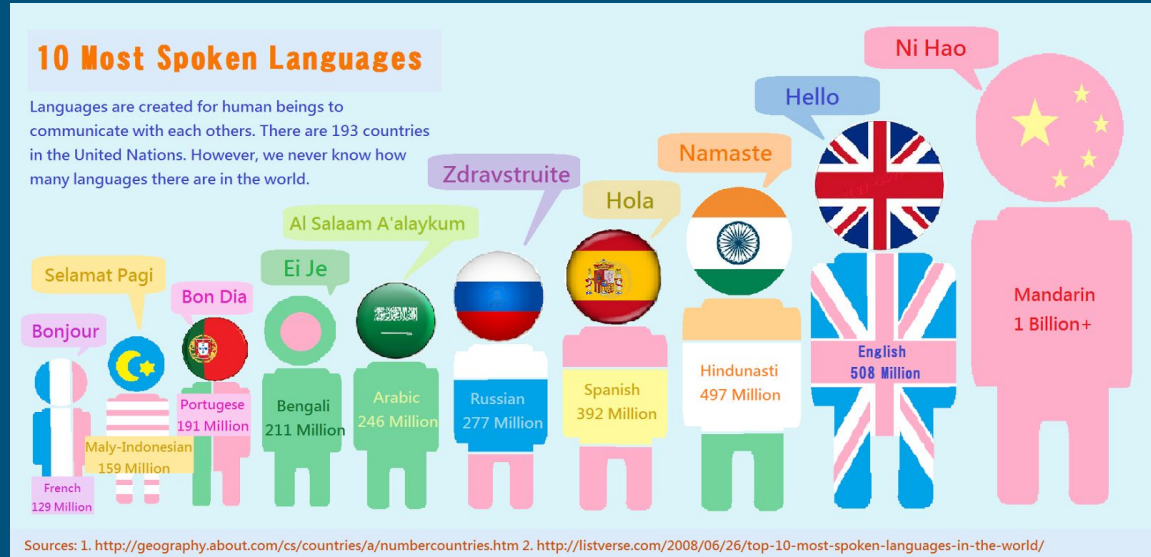 10 Most Spoken Languages
Languages are created for human beings to
communicate with each others. There are 193 countries
in the United Nations. However, we never know how
many languages there are in the world.
Bonjour
French
129 Million
Selamat Pagi
Maly-Indonesian
159 Million
Bon Dia
Portugese
191 Million
Ei Je
Bengali
211 Million
Al Salaam A'alaykum
Arabic
246 Million
Zdravstruite
Russian
277 Million
Hola
Spanish
392 Million
Namaste
Hindunasti
497 Million
Hello
English
508 Million
Ni Hao
Mandarin
1 Billion+
Sources: 1. http://geography.about.com/cs/countries/a/numbercountries.htm 2. http://listverse.com/2008/06/26/top-10-most-spoken-languages-in-the-world/